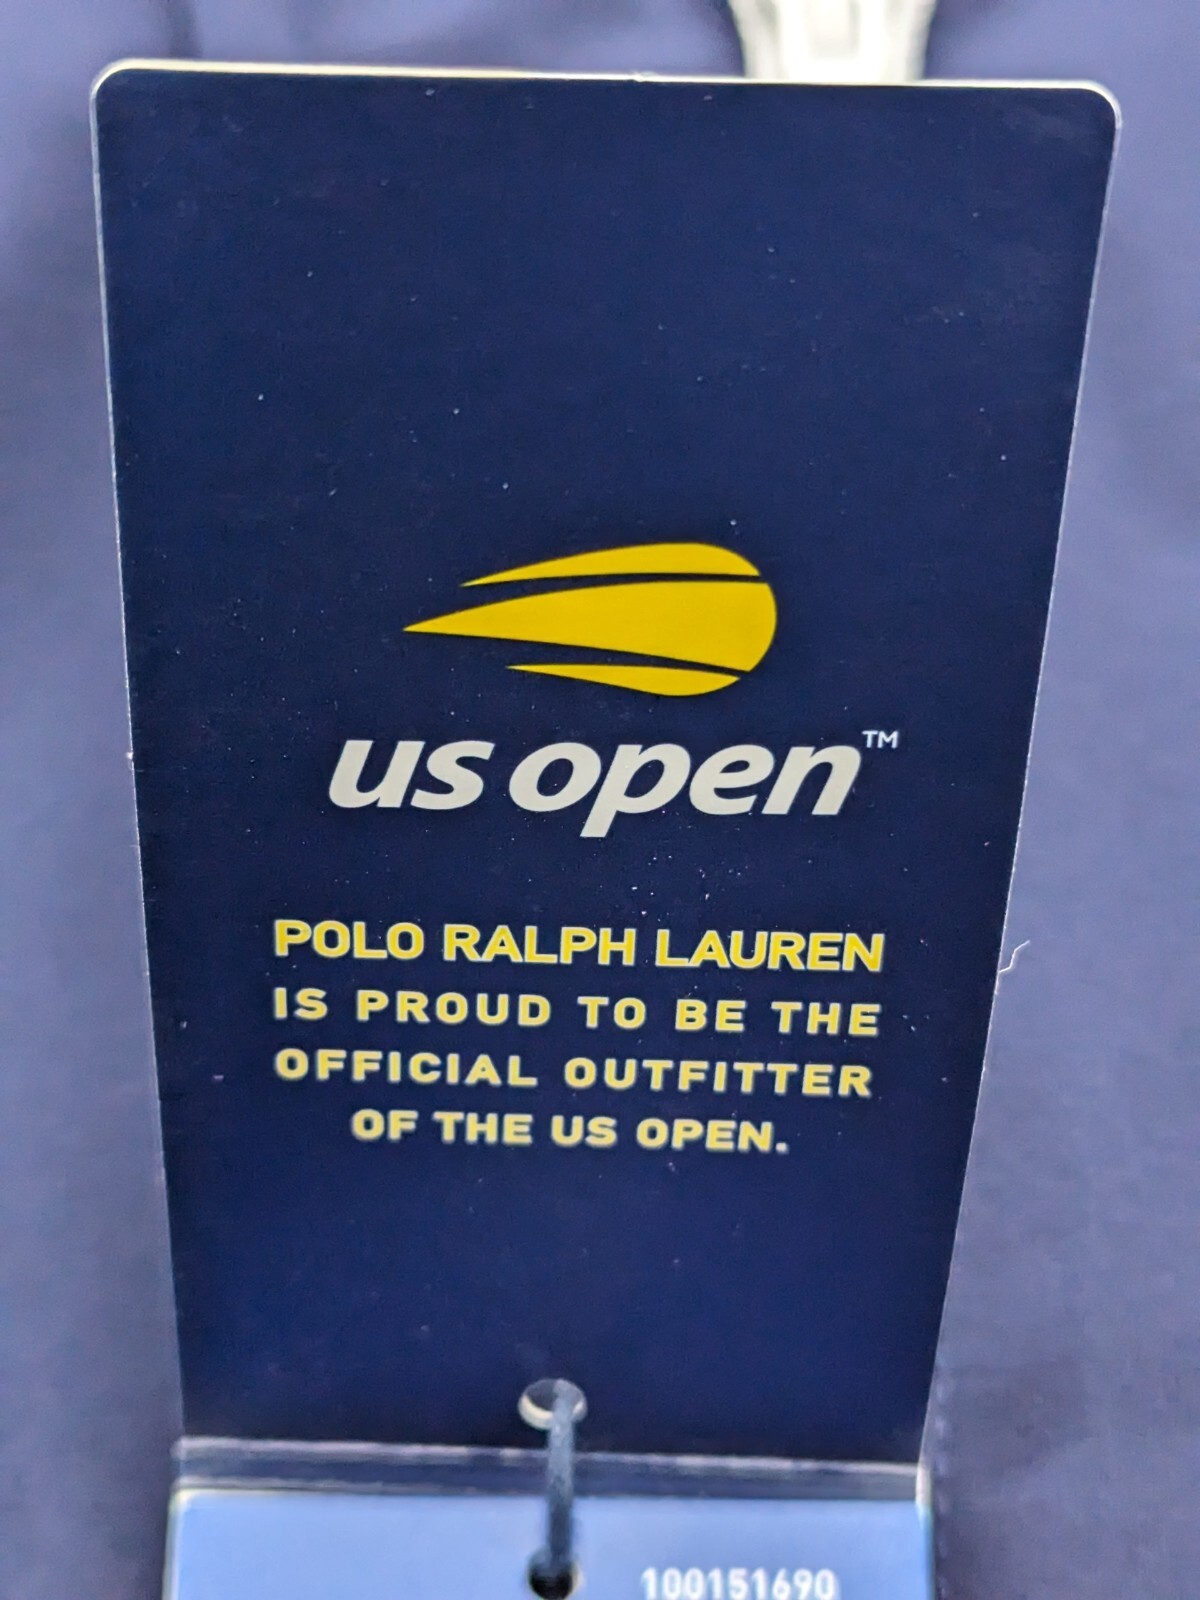 us open™
POLO RALPH LAUREN
IS PROUD TO BE THE
OFFICIAL OUTFITTER
OF THE US OPEN.
100151690